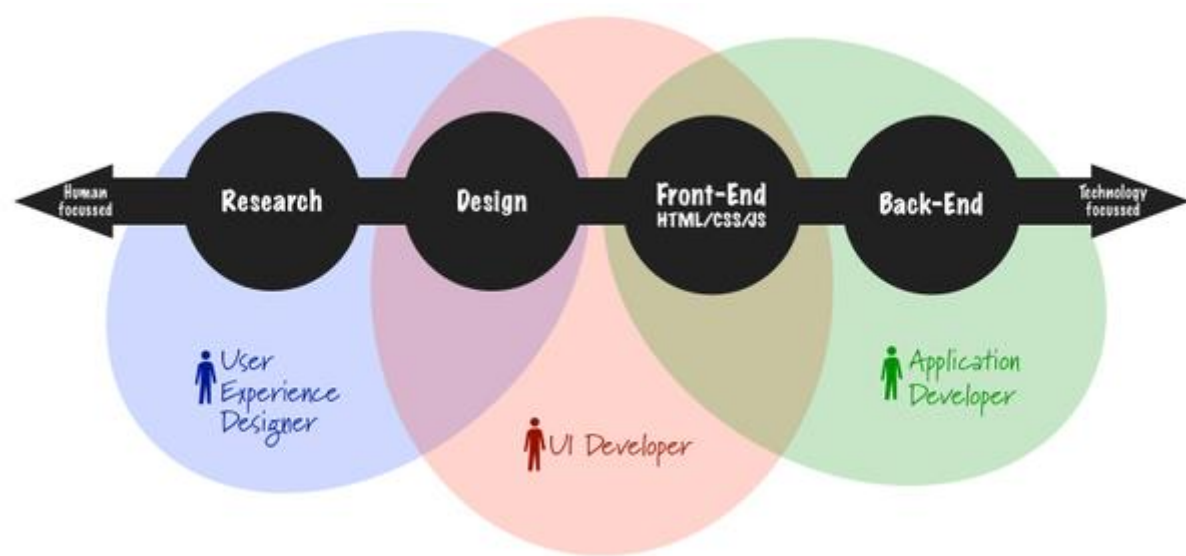 Human
focussed
Research
Design
Front-End
HTML/CSS/JS
Back-End
Technology
focussed
User
Experience
Designer
UI Developer
Application
Developer